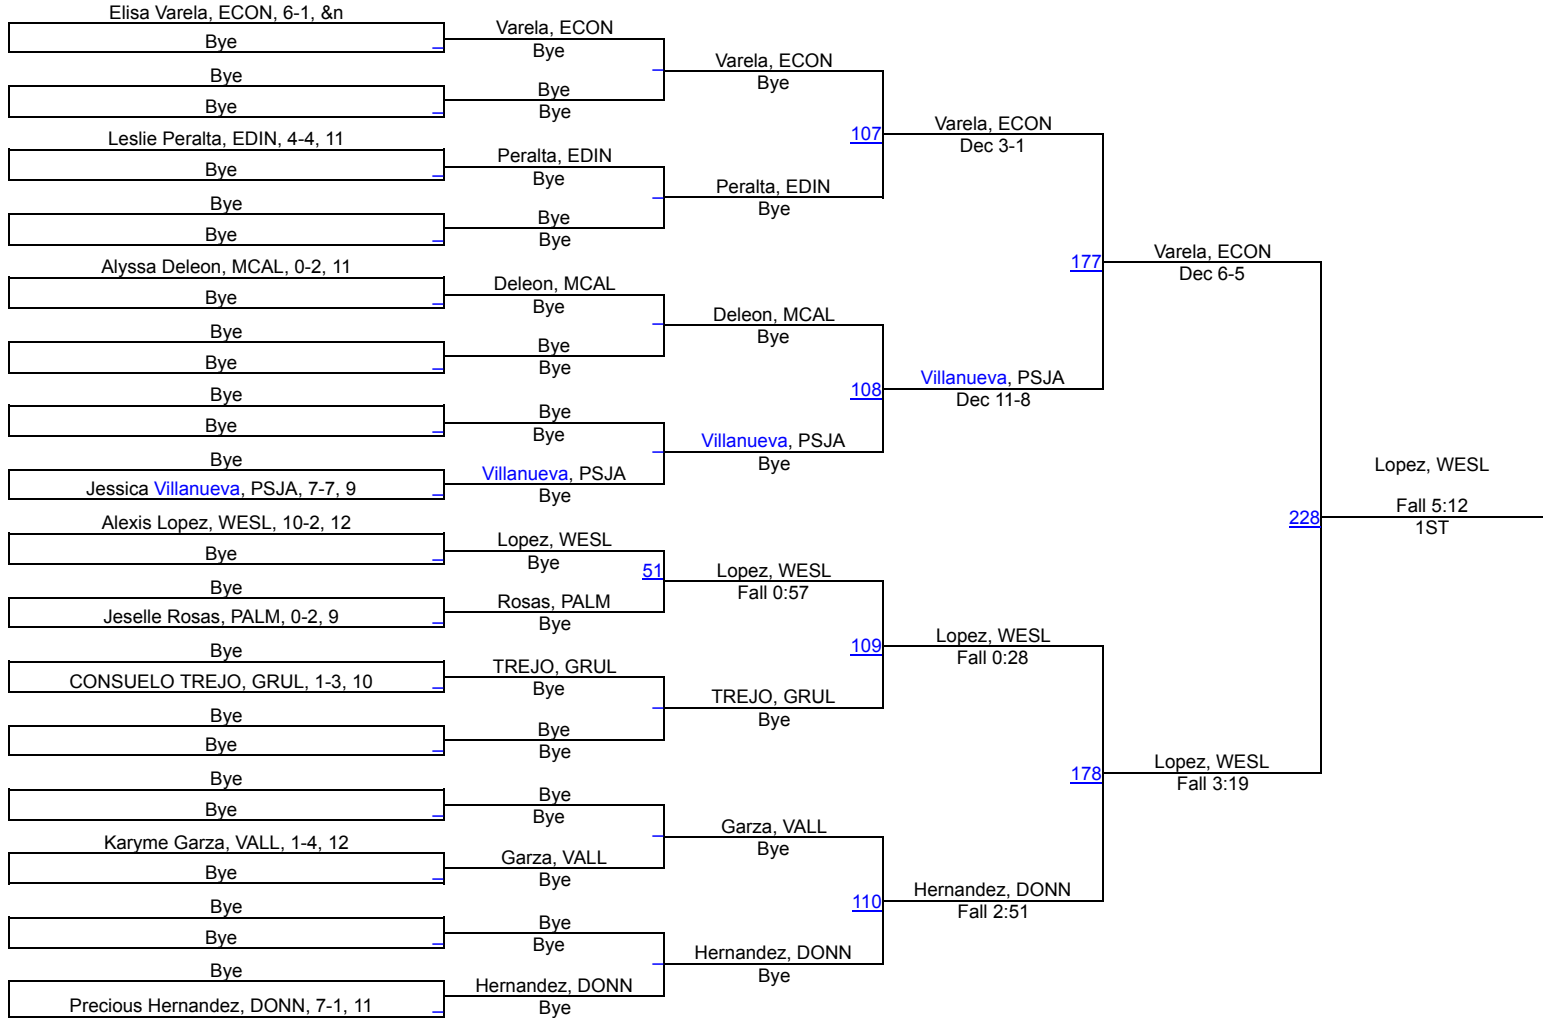 Elisa Varela, ECON, 6-1, &n
Bye
Bye
Bye
Leslie Peralta, EDIN, 4-4, 11
Bye
Bye
Bye
Alyssa Deleon, MCAL, 0-2, 11
Bye
Bye
Bye
Bye
Bye
Bye
Jessica Villanueva, PSJA, 7-7, 9
Alexis Lopez, WESL, 10-2, 12
Bye
Bye
Jeselle Rosas, PALM, 0-2, 9
Bye
CONSUELO TREJO, GRUL, 1-3, 10
Bye
Bye
Bye
Bye
Karyme Garza, VALL, 1-4, 12
Bye
Bye
Bye
Bye
Precious Hernandez, DONN, 7-1, 11
Varela, ECON
Bye
Bye
Bye
Peralta, EDIN
Bye
Bye
Bye
Deleon, MCAL
Bye
Bye
Bye
Bye
Bye
Villanueva, PSJA
Bye
Lopez, WESL
Bye
51
Rosas, PALM
Bye
TREJO, GRUL
Bye
Bye
Bye
Bye
Bye
Garza, VALL
Bye
Bye
Bye
Hernandez, DONN
Bye
Varela, ECON
Bye
107
Peralta, EDIN
Bye
Deleon, MCAL
Bye
108
Villanueva, PSJA
Bye
Lopez, WESL
Fall 0:57
109
TREJO, GRUL
Bye
Garza, VALL
Bye
110
Hernandez, DONN
Bye
Varela, ECON
Dec 3-1
177
Villanueva, PSJA
Dec 11-8
Lopez, WESL
Fall 0:28
178
Hernandez, DONN
Fall 2:51
Varela, ECON
Dec 6-5
228
Lopez, WESL
Fall 3:19
Lopez, WESL
Fall 5:12
1ST